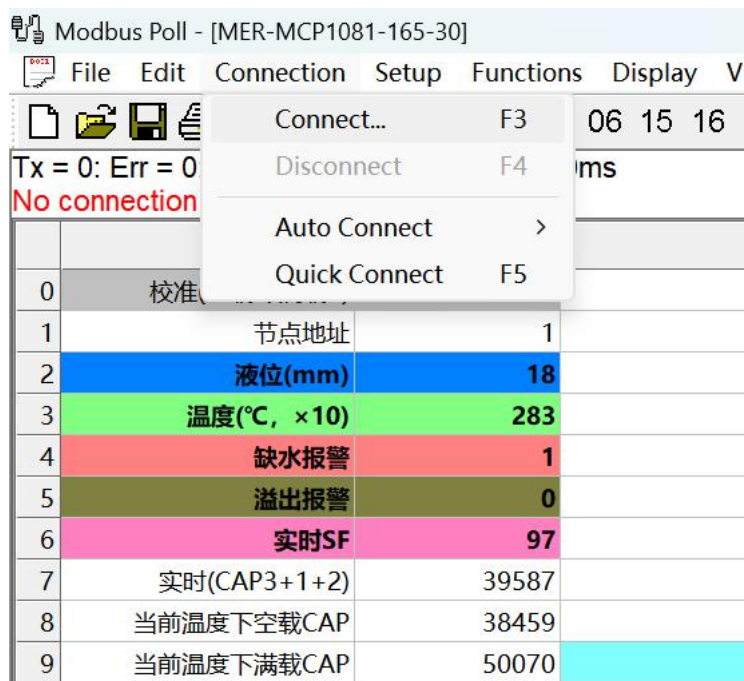 Modbus Poll - [MER-MCP1081-165-30]
File Edit Connection Setup Functions Display V
Connect... F3
06 15 16
Tx = 0: Err = 0
Disconnect F4
ms
No connection
Auto Connect >
Quick Connect F5
0 校准(
1 节点地址 1
2 液位(mm) 18
3 温度(℃, ×10) 283
4 缺水报警 1
5 溢出报警 0
6 实时SF 97
7 实时(CAP3+1+2) 39587
8 当前温度下空载CAP 38459
9 当前温度下满载CAP 50070